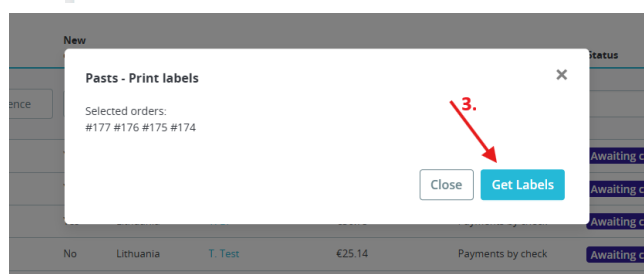 New
Status
Pasts - Print labels
×
Selected orders:
#177 #176 #175 #174
3.
Close
Get Labels
ence
Awaiting c
Awaiting c
Awaiting c
No
Lithuania
T. Test
€25.14
Payments by check
Awaiting c